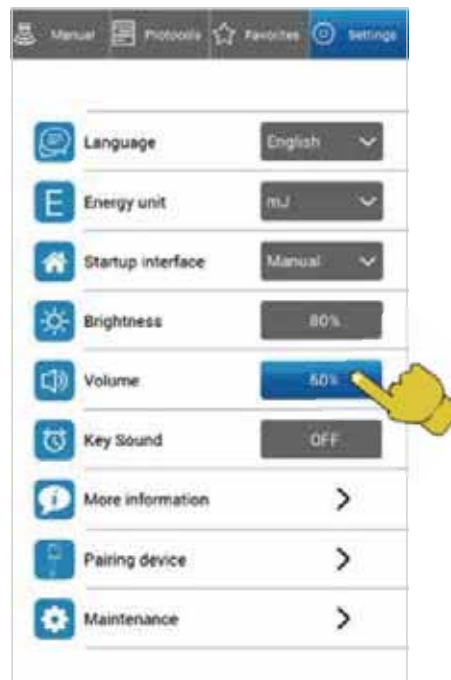 Manual Protocols Favorites Settings
Language English
Energy unit mJ
Startup interface Manual
Brightness 80%
Volume 60%
Key Sound OFF
More information
Pairing device
Maintenance
E